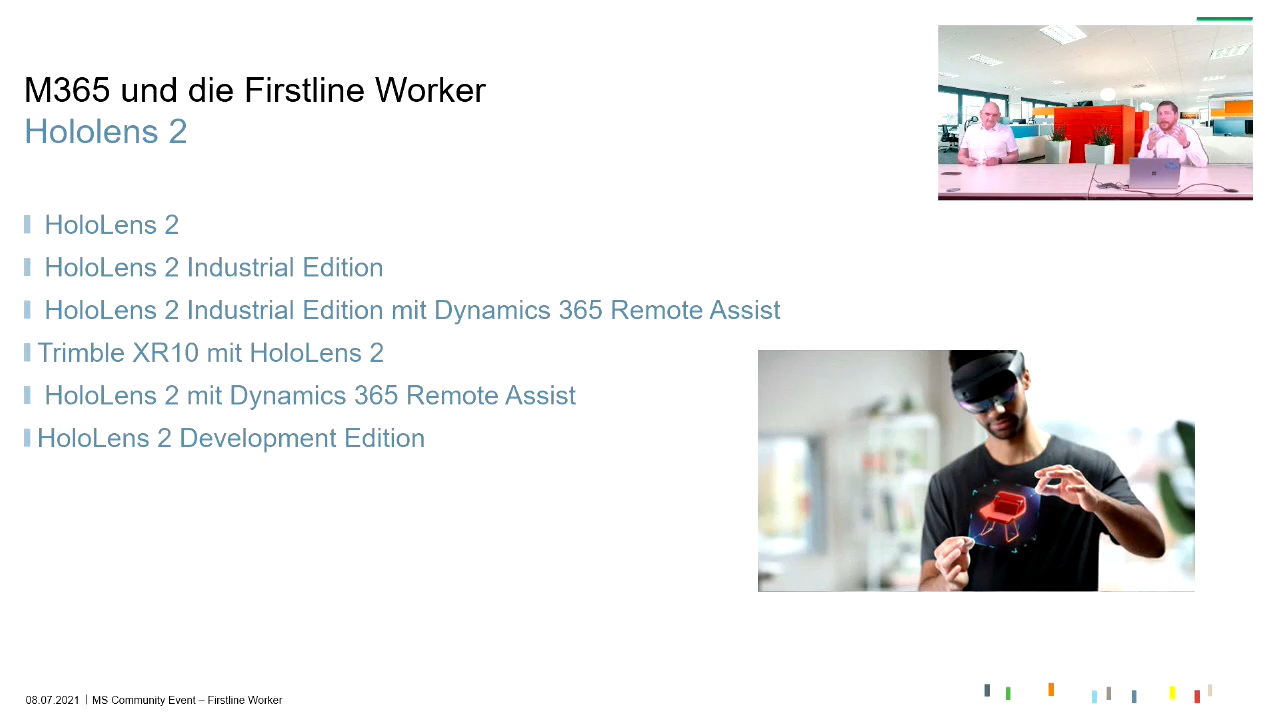 M365 und die Firstline Worker
Hololens 2
HoloLens 2
HoloLens 2 Industrial Edition
HoloLens 2 Industrial Edition mit Dynamics 365 Remote Assist
Trimble XR10 mit HoloLens 2
HoloLens 2 mit Dynamics 365 Remote Assist
HoloLens 2 Development Edition
08.07.2021 | MS Community Event – Firstline Worker